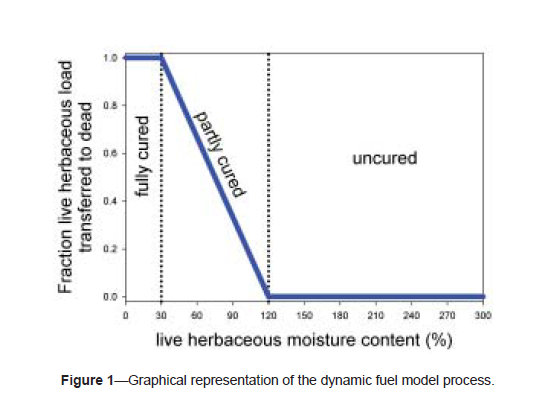 Fraction live herbaceous load
transferred to dead
1.0
0.8
0.6
0.4
0.2
0.0
fully cured
partly cured
uncured
0 30 60 90 120 150 180 210 240 270 300
live herbaceous moisture content (%)
Figure 1—Graphical representation of the dynamic fuel model process.